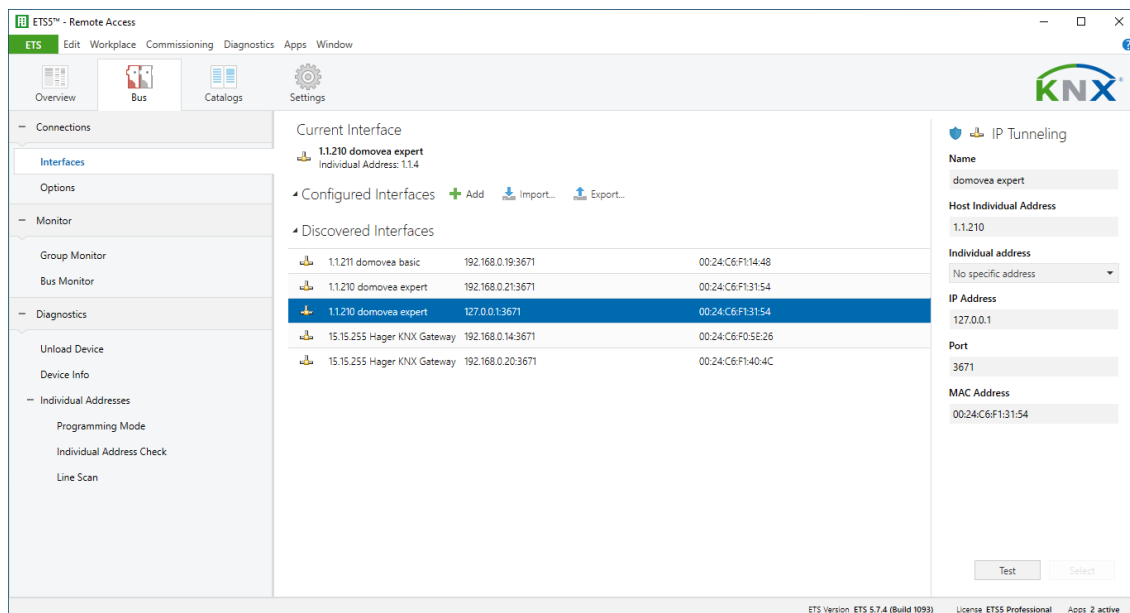 ETS5™ - Remote Access
ETS Edit Workplace Commissioning Diagnostics Apps Window
Overview Bus Catalogs Settings
KNX®
Connections
Interfaces
Options
Monitor
Group Monitor
Bus Monitor
Diagnostics
Unload Device
Device Info
Individual Addresses
Programming Mode
Individual Address Check
Line Scan
Current Interface
1.1.210 domovea expert
Individual Address: 1.1.4
Configured Interfaces Add Import... Export...
Discovered Interfaces
1.1.211 domovea basic 192.168.0.19:3671 00:24:C6:F1:14:48
1.1.210 domovea expert 192.168.0.21:3671 00:24:C6:F1:31:54
1.1.210 domovea expert 127.0.0.1:3671 00:24:C6:F1:31:54
15.15.255 Hager KNX Gateway 192.168.0.14:3671 00:24:C6:F0:5E:26
15.15.255 Hager KNX Gateway 192.168.0.20:3671 00:24:C6:F1:40:4C
IP Tunneling
Name
domovea expert
Host Individual Address
1.1.210
Individual address
No specific address
IP Address
127.0.0.1
Port
3671
MAC Address
00:24:C6:F1:31:54
Test Select
ETS Version ETS 5.7.4 (Build 1093) License ETS5 Professional Apps 2 active